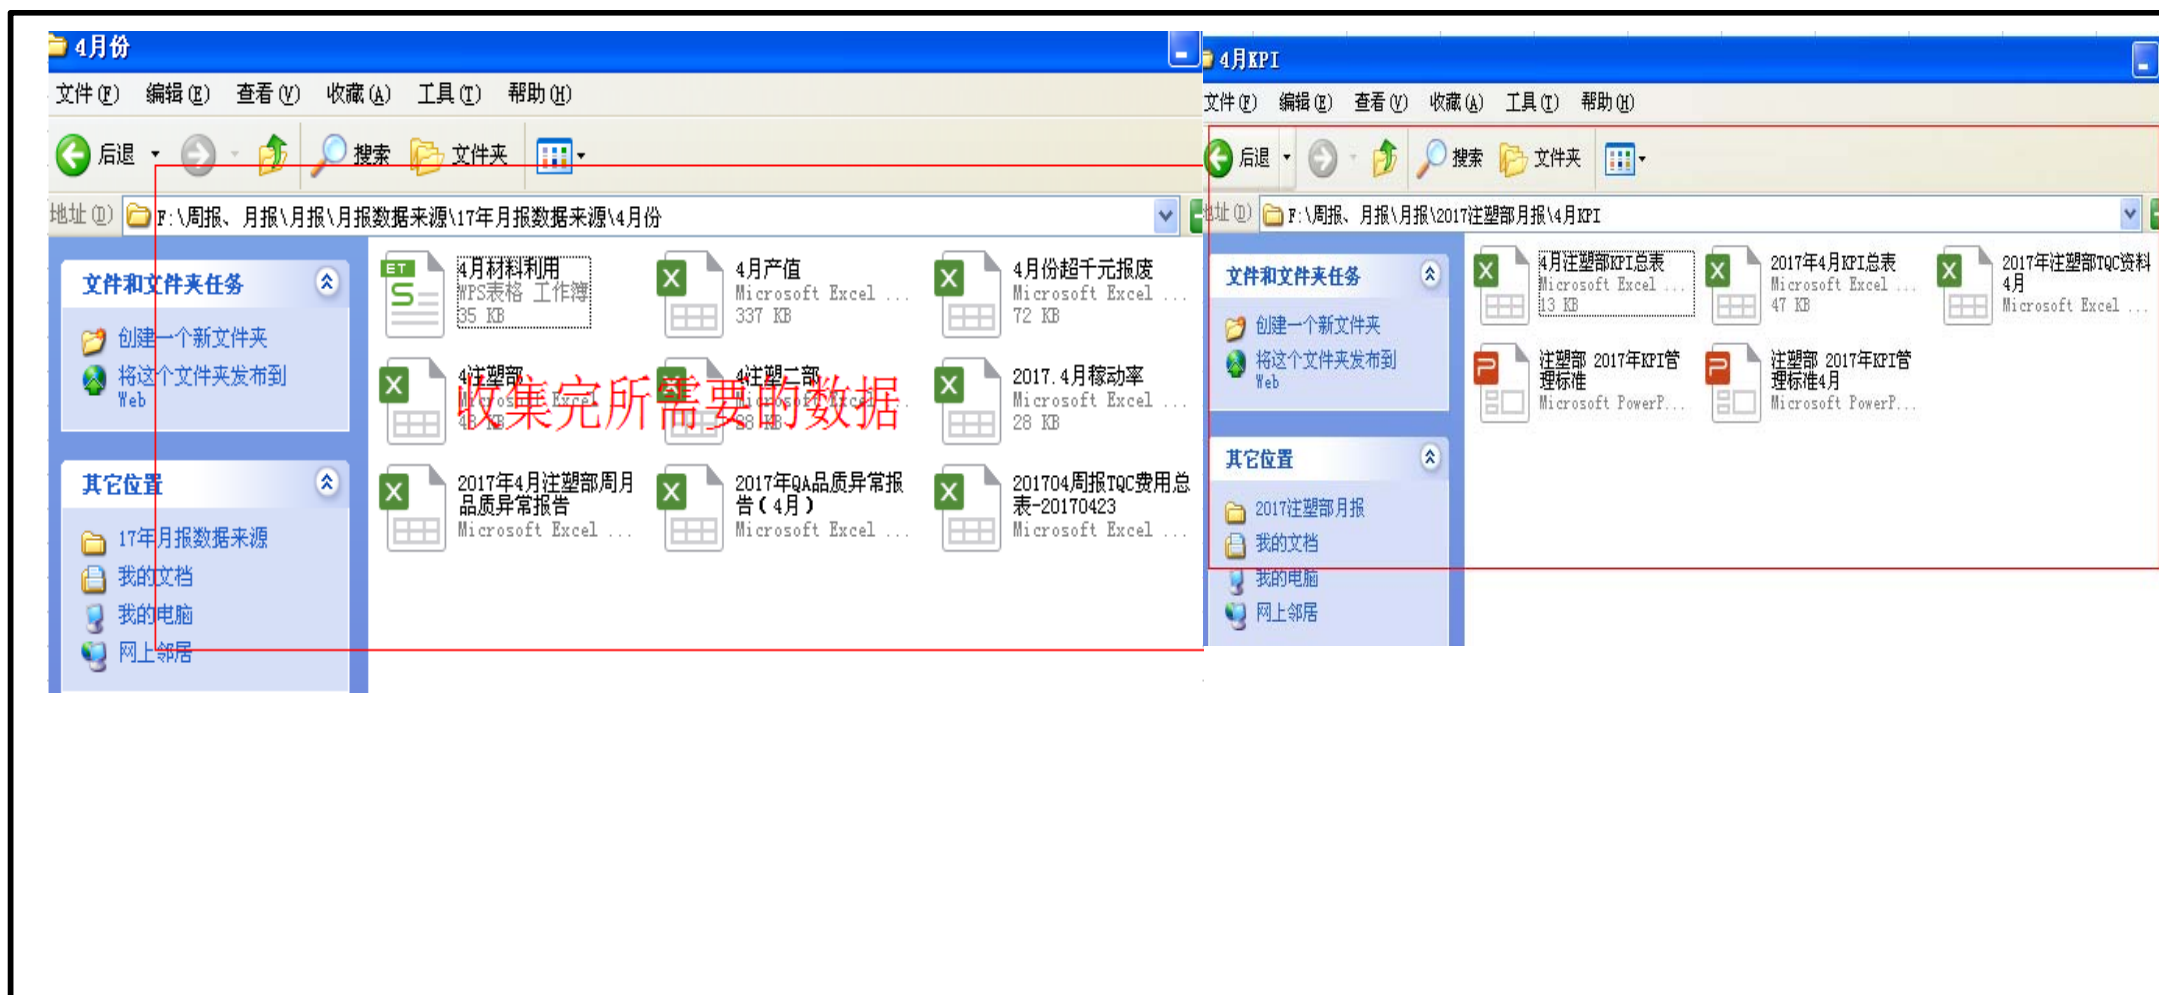 4月份
文件(F) 编辑(E) 查看(V) 收藏(A) 工具(T) 帮助(H)
后退 搜索 文件夹
地址(D) F:\周报、月报\月报\月报数据来源\17年月报数据来源\4月份
文件和文件夹任务
创建一个新文件夹
将这个文件夹发布到
Web
其它位置
17年月报数据来源
我的文档
我的电脑
网上邻居
4月材料利用
WPS表格 工作簿
35 KB
4月产值
Microsoft Excel ...
337 KB
4月份超千元报废
Microsoft Excel ...
72 KB
4注塑部
Microsoft Excel
4注塑二部
Microsoft Excel ...
2017.4月稼动率
Microsoft Excel ...
28 KB
收集完所需要的数据
2017年4月注塑部周月
品质异常报告
Microsoft Excel ...
2017年QA品质异常报
告(4月)
Microsoft Excel ...
201704周报TQC费用总
表-20170423
Microsoft Excel ...
4月KPI
文件(F) 编辑(E) 查看(V) 收藏(A) 工具(T) 帮助(H)
后退 搜索 文件夹
地址(D) F:\周报、月报\月报\2017注塑部月报\4月KPI
文件和文件夹任务
创建一个新文件夹
将这个文件夹发布到
Web
其它位置
2017注塑部月报
我的文档
我的电脑
网上邻居
4月注塑部KPI总表
Microsoft Excel ...
13 KB
2017年4月KPI总表
Microsoft Excel ...
47 KB
2017年注塑部TQC资料
4月
Microsoft Excel ...
注塑部 2017年KPI管
理标准
Microsoft PowerP...
注塑部 2017年KPI管
理标准4月
Microsoft PowerP...